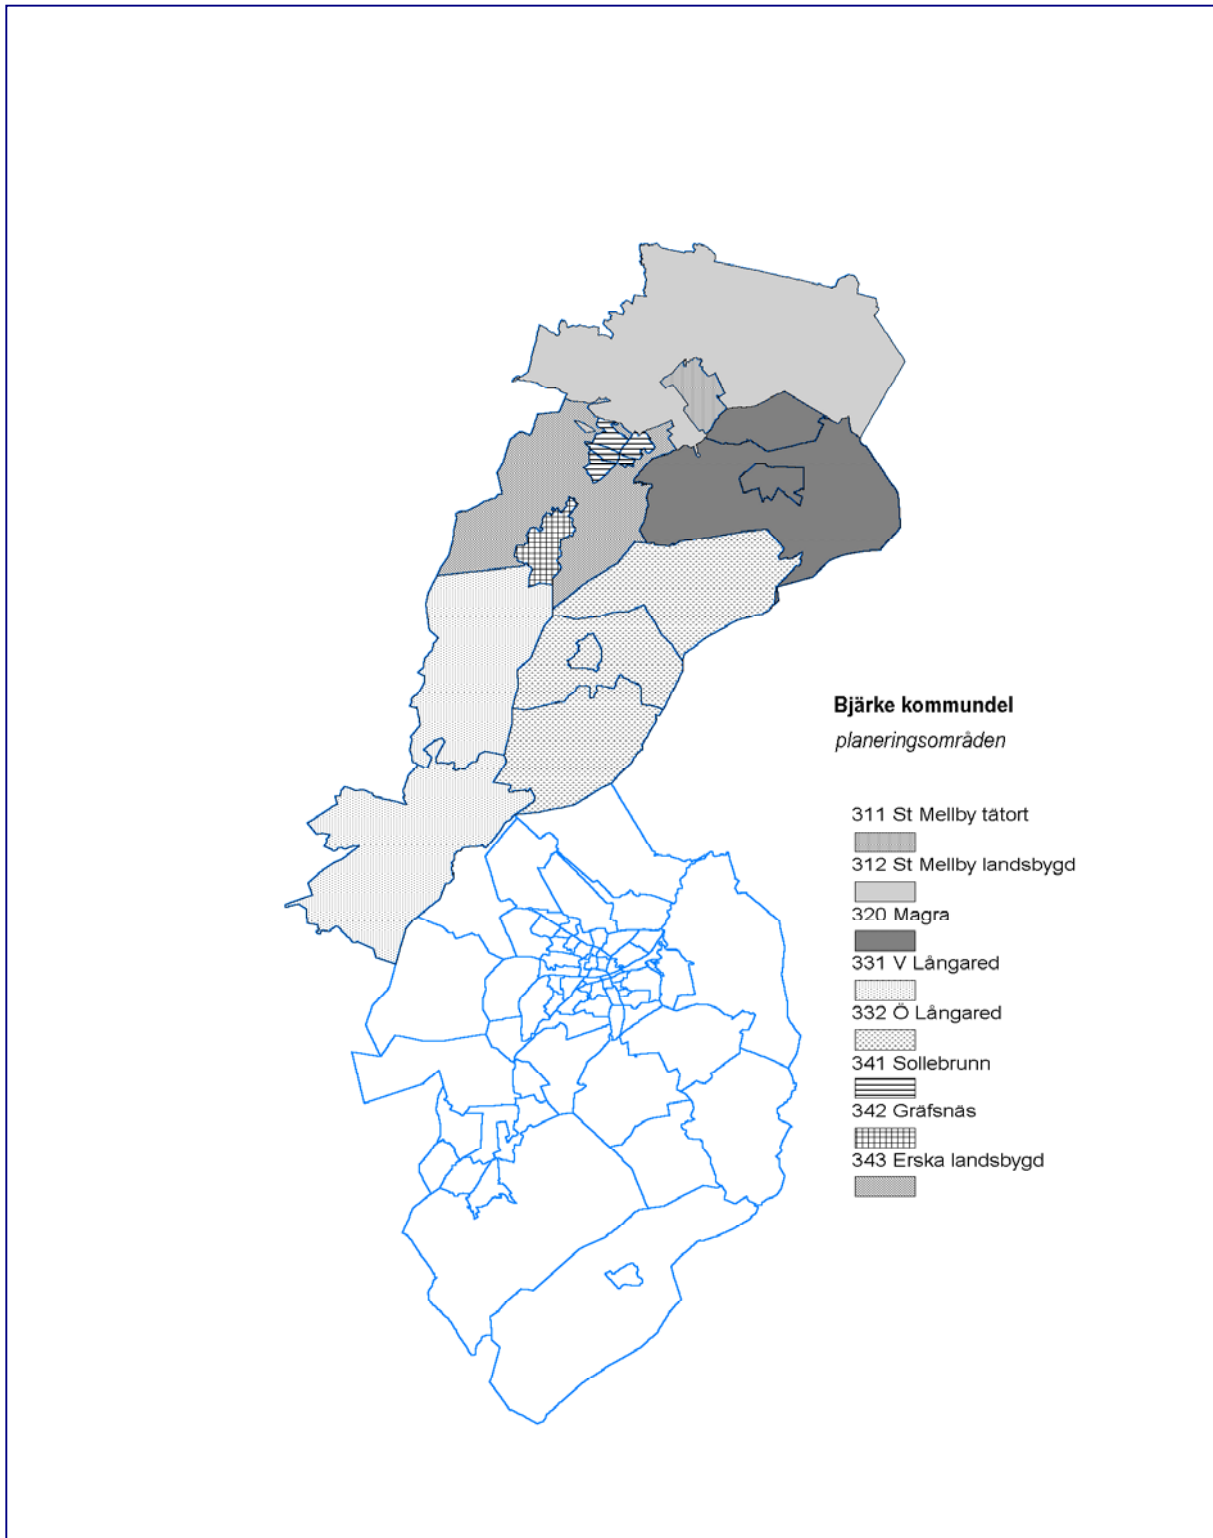 Bjärke kommundel
planeringsområden
311 St Mellby tätort
312 St Mellby landsbygd
320 Magra
331 V Långared
332 Ö Långared
341 Sollebrunn
342 Gräfsnäs
343 Erska landsbygd